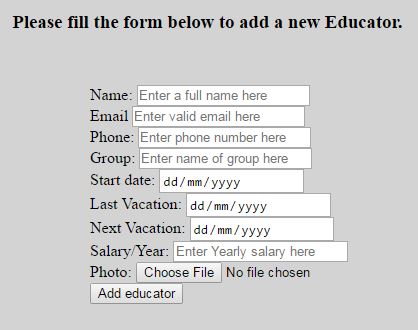 Please fill the form below to add a new Educator.
Name: Enter a full name here
Email Enter valid email here
Phone: Enter phone number here
Group: Enter name of group here
Start date: dd/mm/yyyy
Last Vacation: dd/mm/yyyy
Next Vacation: dd/mm/yyyy
Salary/Year: Enter Yearly salary here
Photo: Choose File No file chosen
Add educator